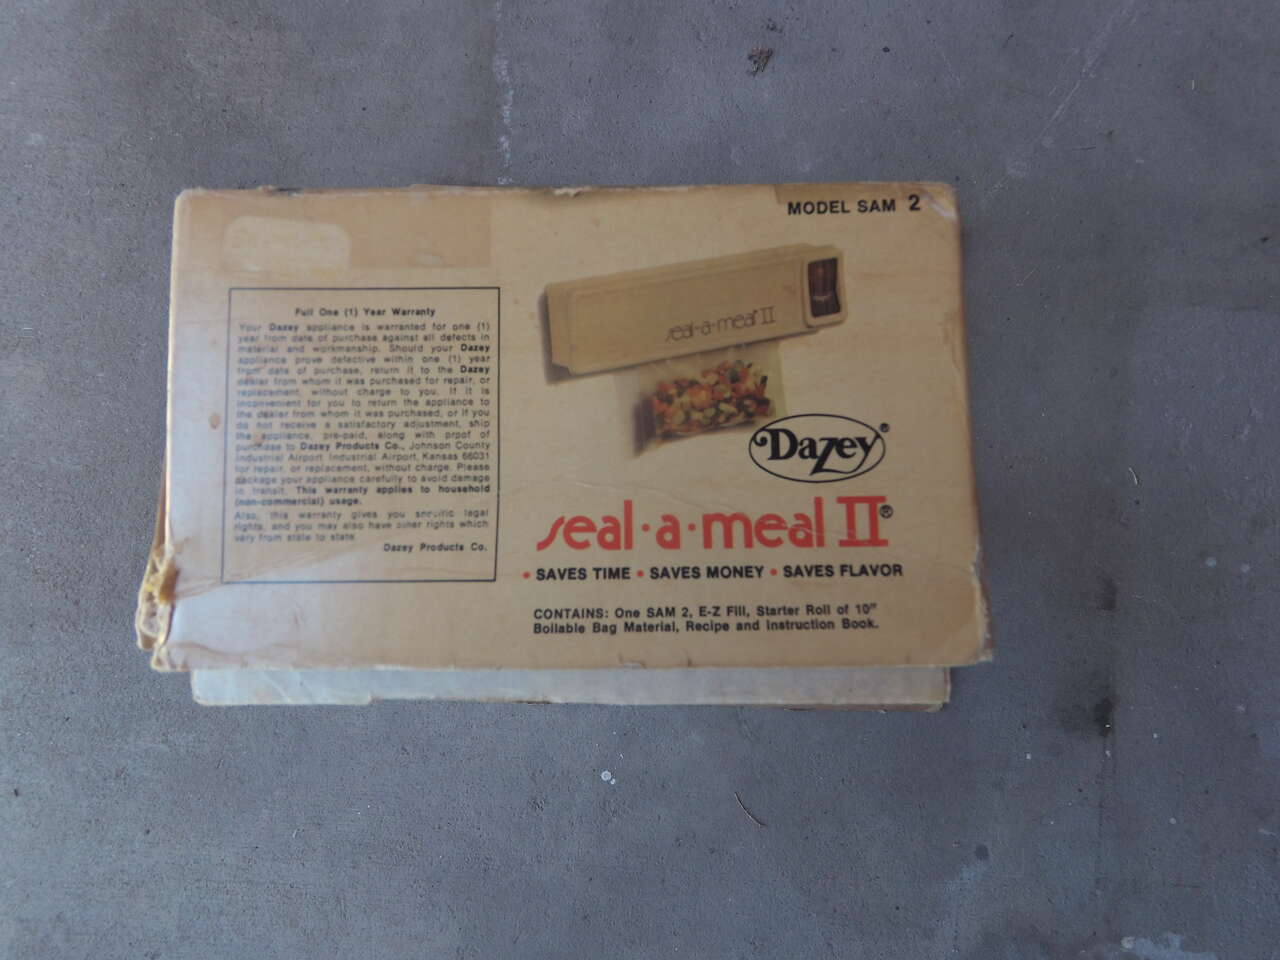 MODEL SAM 2
Full One (1) Year Warranty
Your Dazey appliance is warranted for one (1)
year from date of purchase against all defects in
material and workmanship. Should your Dazey
appliance prove defective within one (1) year
from date of purchase, return it to the Dazey
dealer from whom it was purchased for repair, or
replacement, without charge to you. If it is
inconvenient for you to return the appliance to
the dealer from whom it was purchased, or if you
do not receive a satisfactory adjustment, ship
the appliance, pre-paid, along with proof of
purchase to Dazey Products Co., Johnson County
Industrial Airport, Industrial Airport, Kansas 66031
for repair, or replacement, without charge. Please
package your appliance carefully to avoid damage
in transit. This warranty applies to household
(non-commercial) usage.
Also, this warranty gives you specific legal
rights, and you may also have other rights which
vary from state to state.
Dazey Products Co.
seal-a-meal II
Dazey®
seal·a·meal II®
• SAVES TIME • SAVES MONEY • SAVES FLAVOR
CONTAINS: One SAM 2, E-Z Fill, Starter Roll of 10"
Boilable Bag Material, Recipe and Instruction Book.